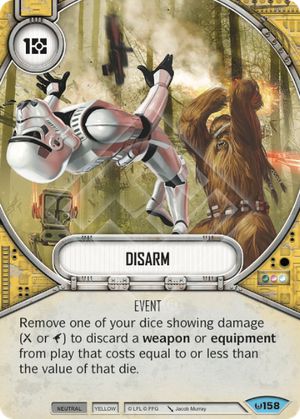 1
DISARM
EVENT
Remove one of your dice showing damage
( or ) to discard a weapon or equipment
from play that costs equal to or less than
the value of that die.
NEUTRAL YELLOW © LFL © FFG Jacob Murray 158